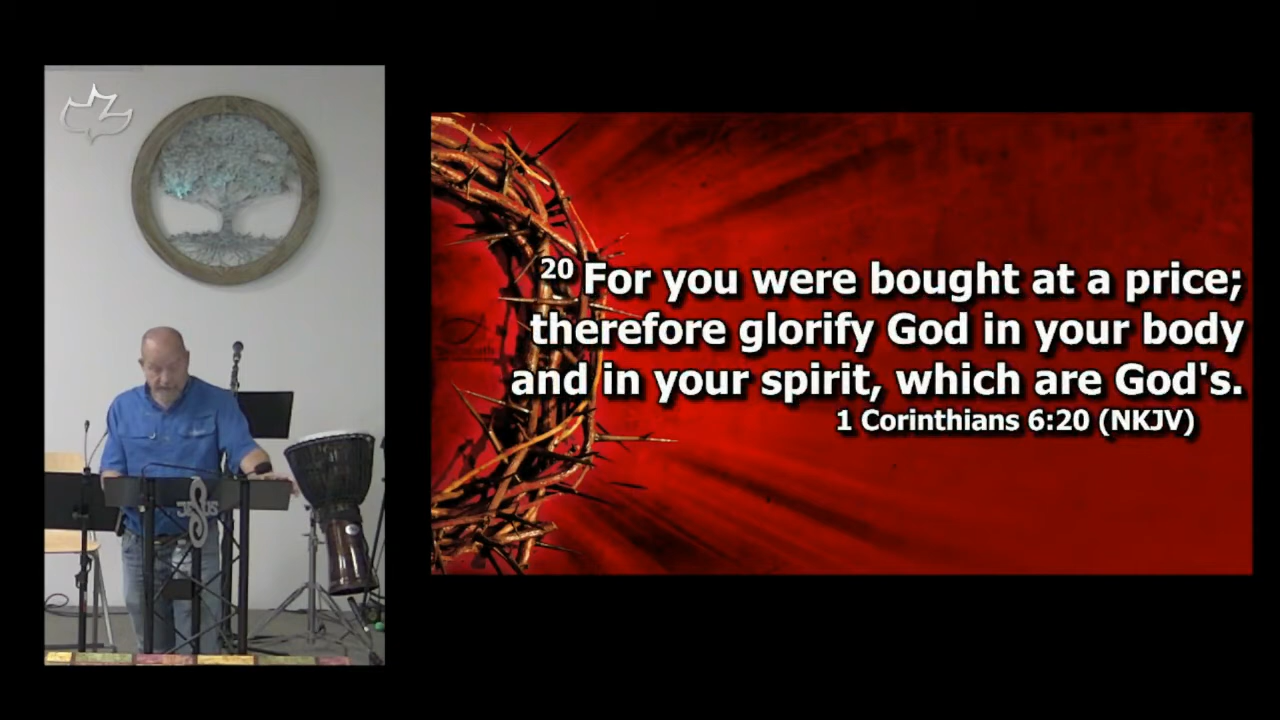 20 For you were bought at a price;
therefore glorify God in your body
and in your spirit, which are God's.
1 Corinthians 6:20 (NKJV)
JESUS